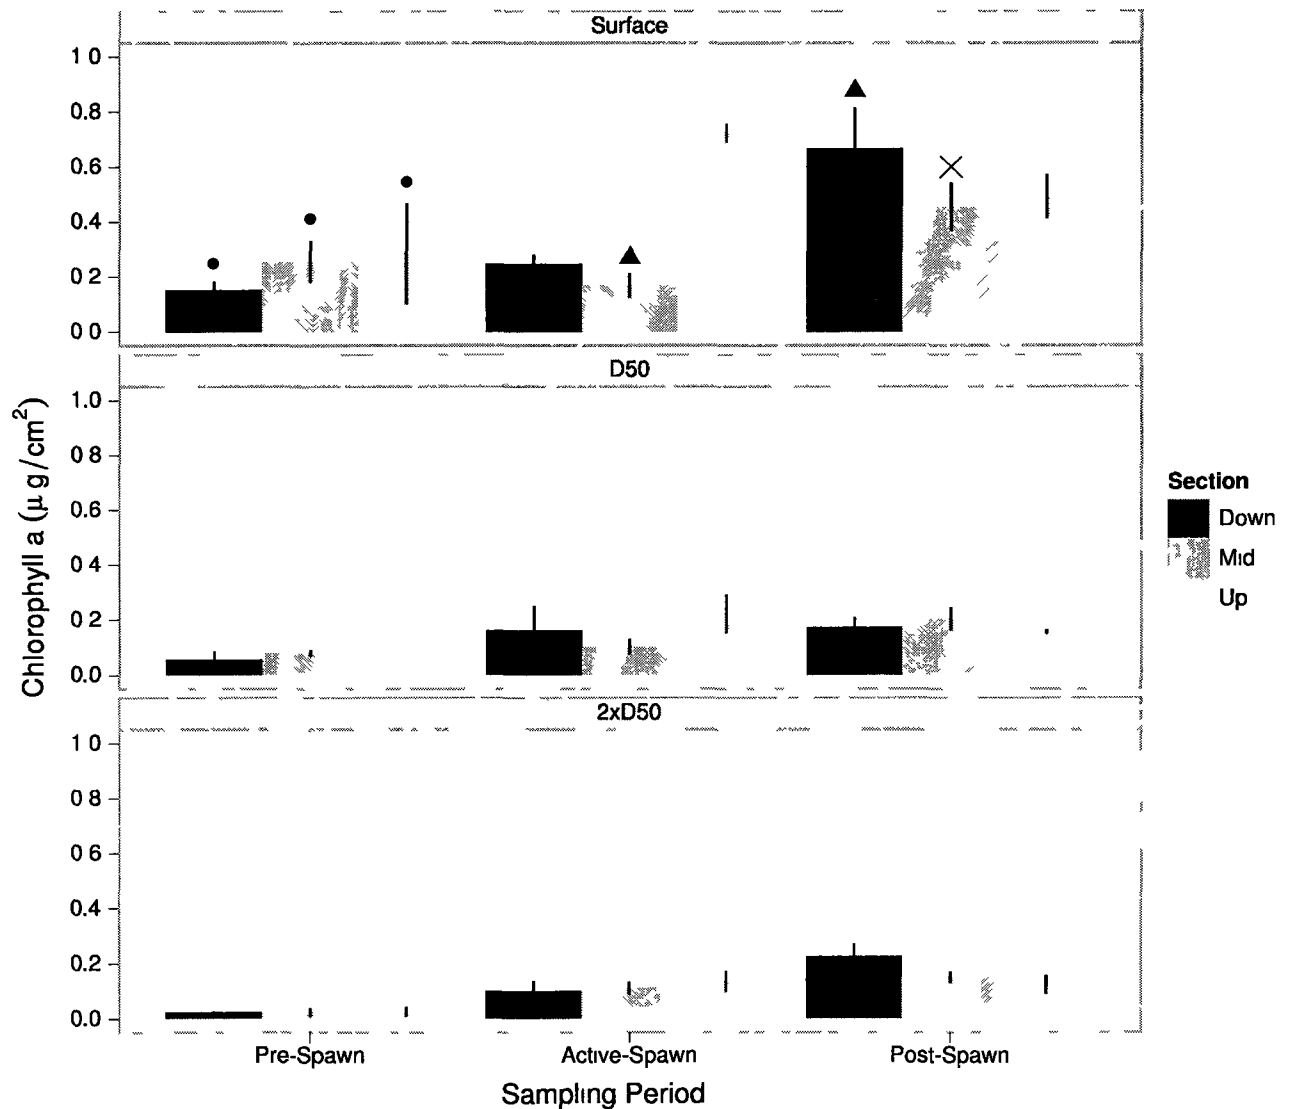 Surface
1 0
0 8
0 6
0 4
0 2
0 0
D50
1.0
0 8
0 6
0 4
0 2
0.0
2xD50
1 0
0 8
0 6
0.4
0.2
0.0
Chlorophyll a (µ g/cm²)
Pre-Spawn Active-Spawn Post-Spawn
Sampling Period
Section
Down
Mid
Up